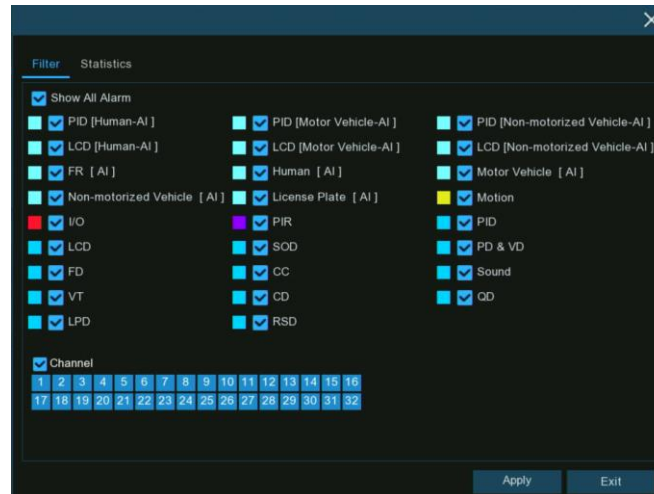 Filter Statistics
Show All Alarm
PID [Human-AI ] PID [Motor Vehicle-AI ] PID [Non-motorized Vehicle-AI ]
LCD [Human-AI ] LCD [Motor Vehicle-AI ] LCD [Non-motorized Vehicle-AI ]
FR [ AI ] Human [ AI ] Motor Vehicle [ AI ]
Non-motorized Vehicle [ AI ] License Plate [ AI ] Motion
I/O PIR PID
LCD SOD PD & VD
FD CC Sound
VT CD QD
LPD RSD
Channel
1 2 3 4 5 6 7 8 9 10 11 12 13 14 15 16
17 18 19 20 21 22 23 24 25 26 27 28 29 30 31 32
Apply Exit